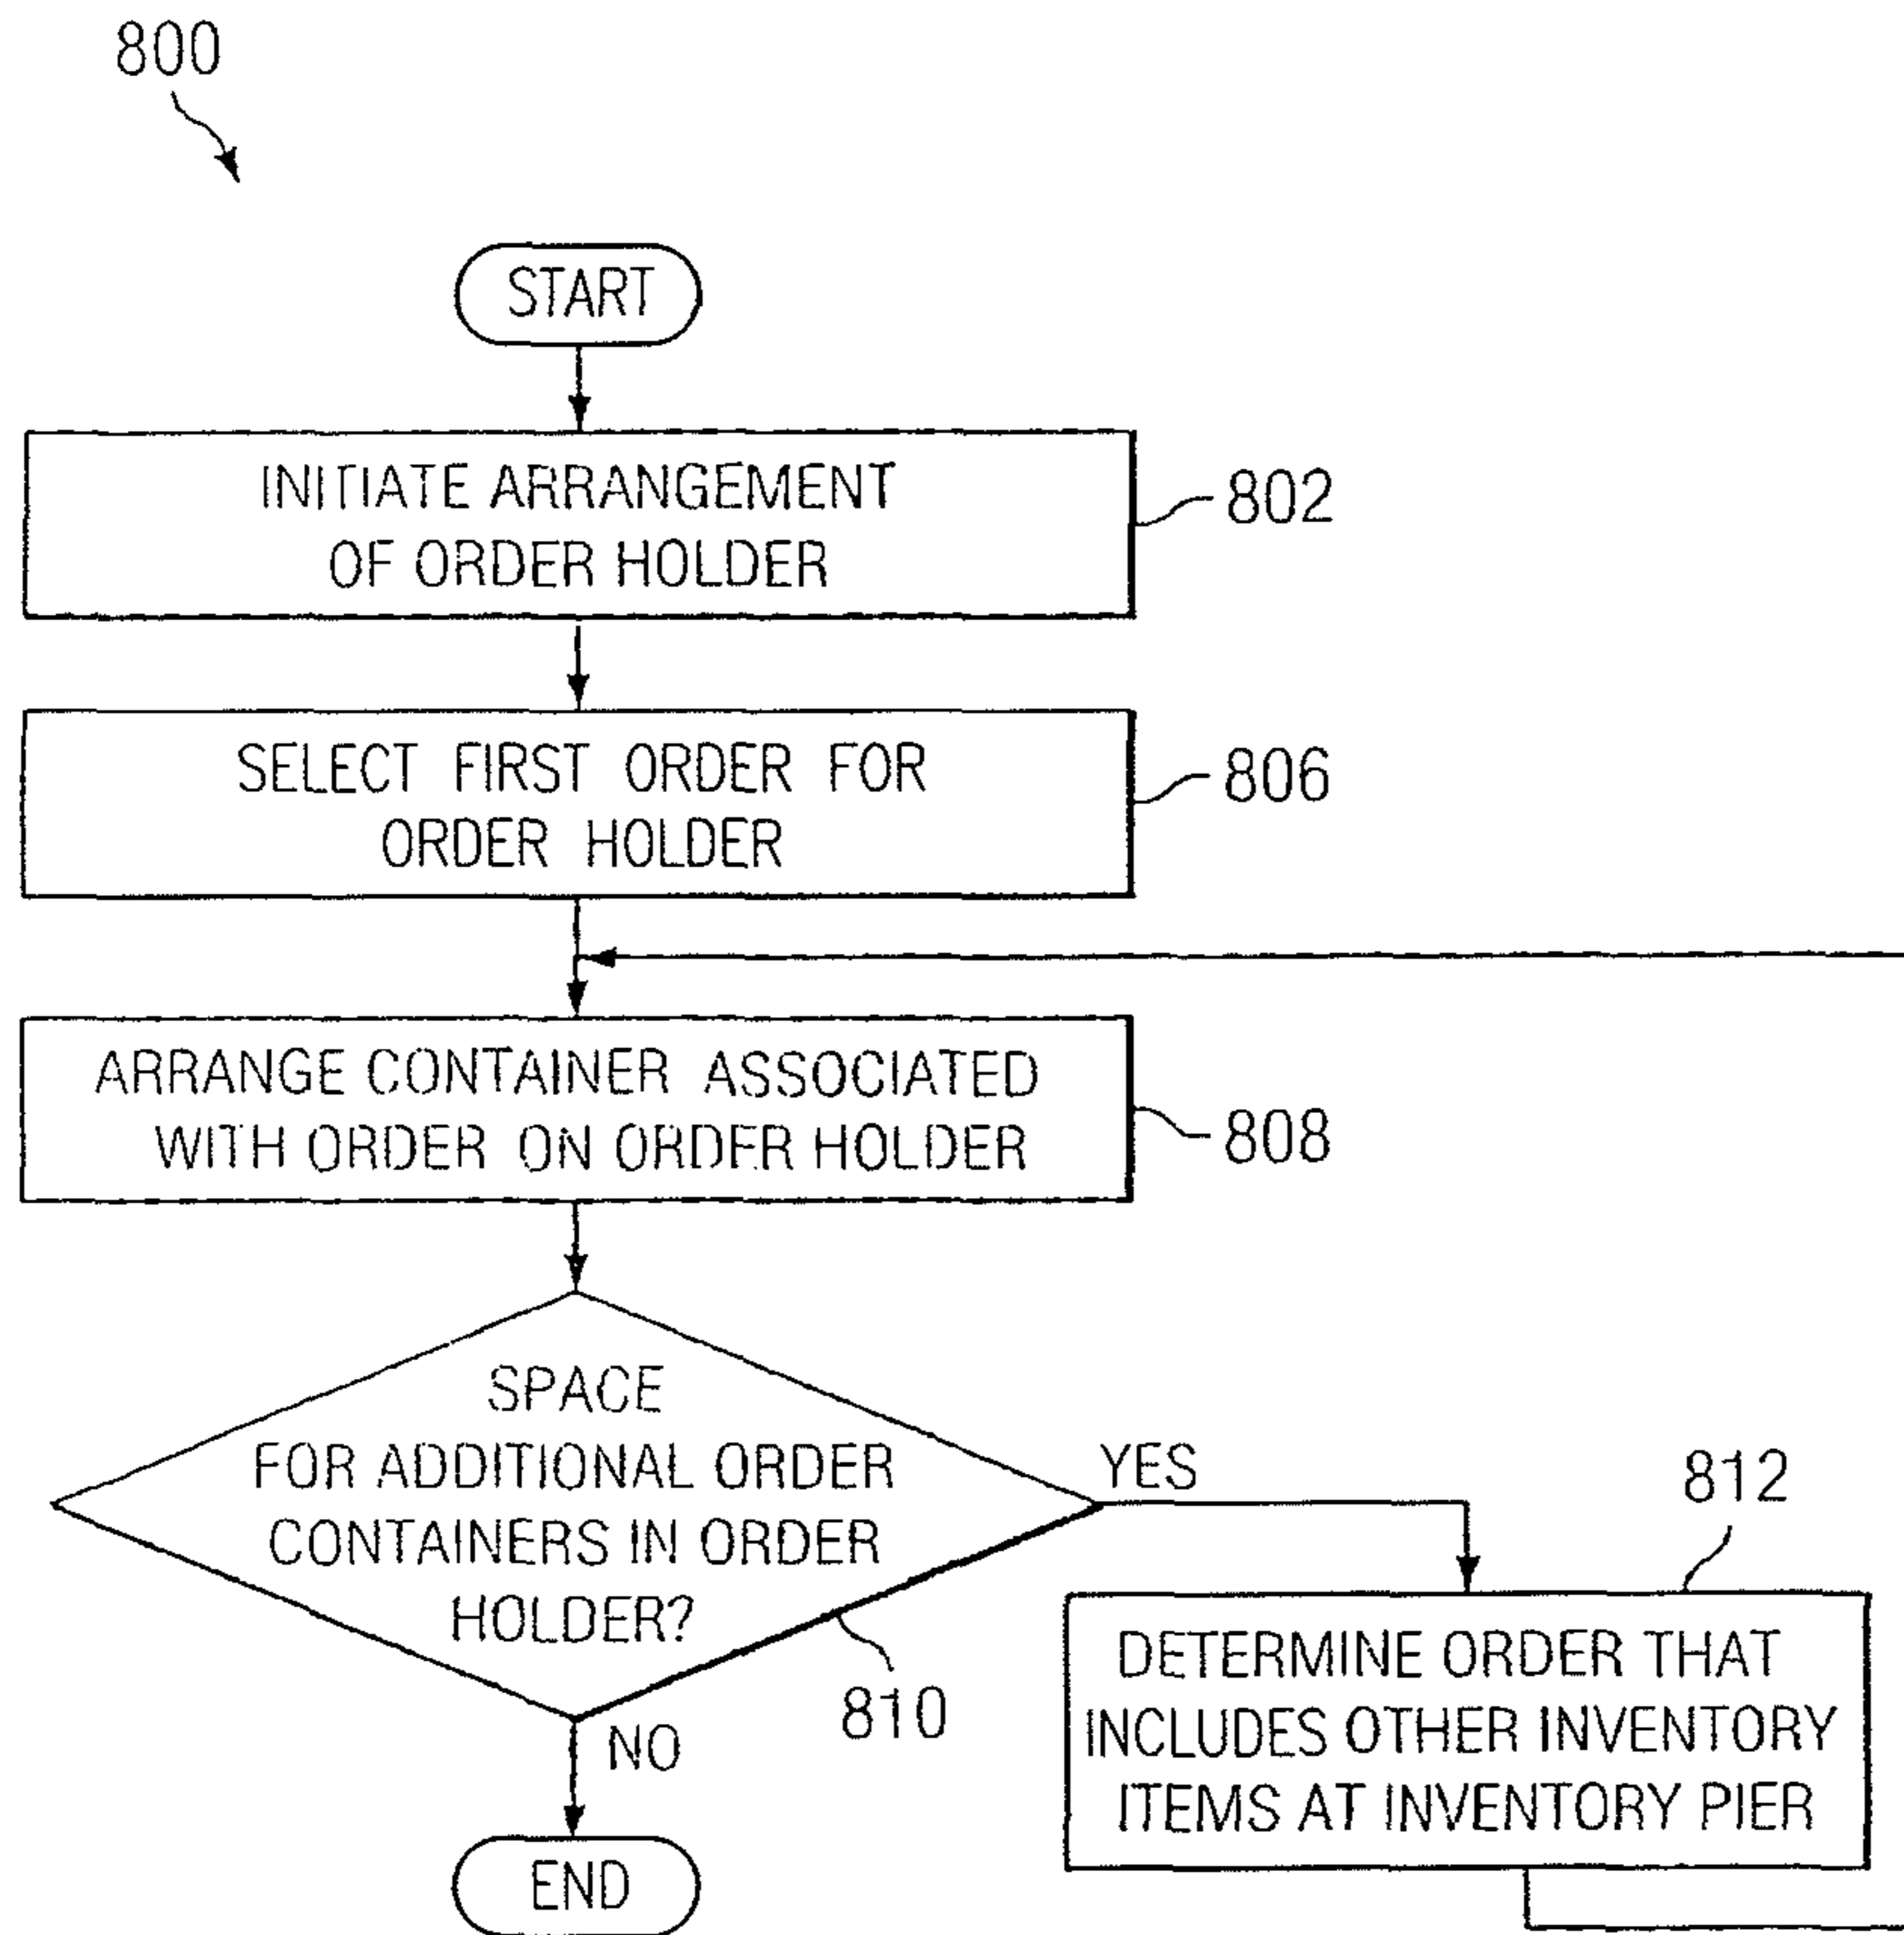 800
START
INITIATE ARRANGEMENT
OF ORDER HOLDER
802
SELECT FIRST ORDER FOR
ORDER HOLDER
806
ARRANGE CONTAINER ASSOCIATED
WITH ORDER ON ORDER HOLDER
808
SPACE
FOR ADDITIONAL ORDER
CONTAINERS IN ORDER
HOLDER?
810
YES
812
DETERMINE ORDER THAT
INCLUDES OTHER INVENTORY
ITEMS AT INVENTORY PIER
NO
END